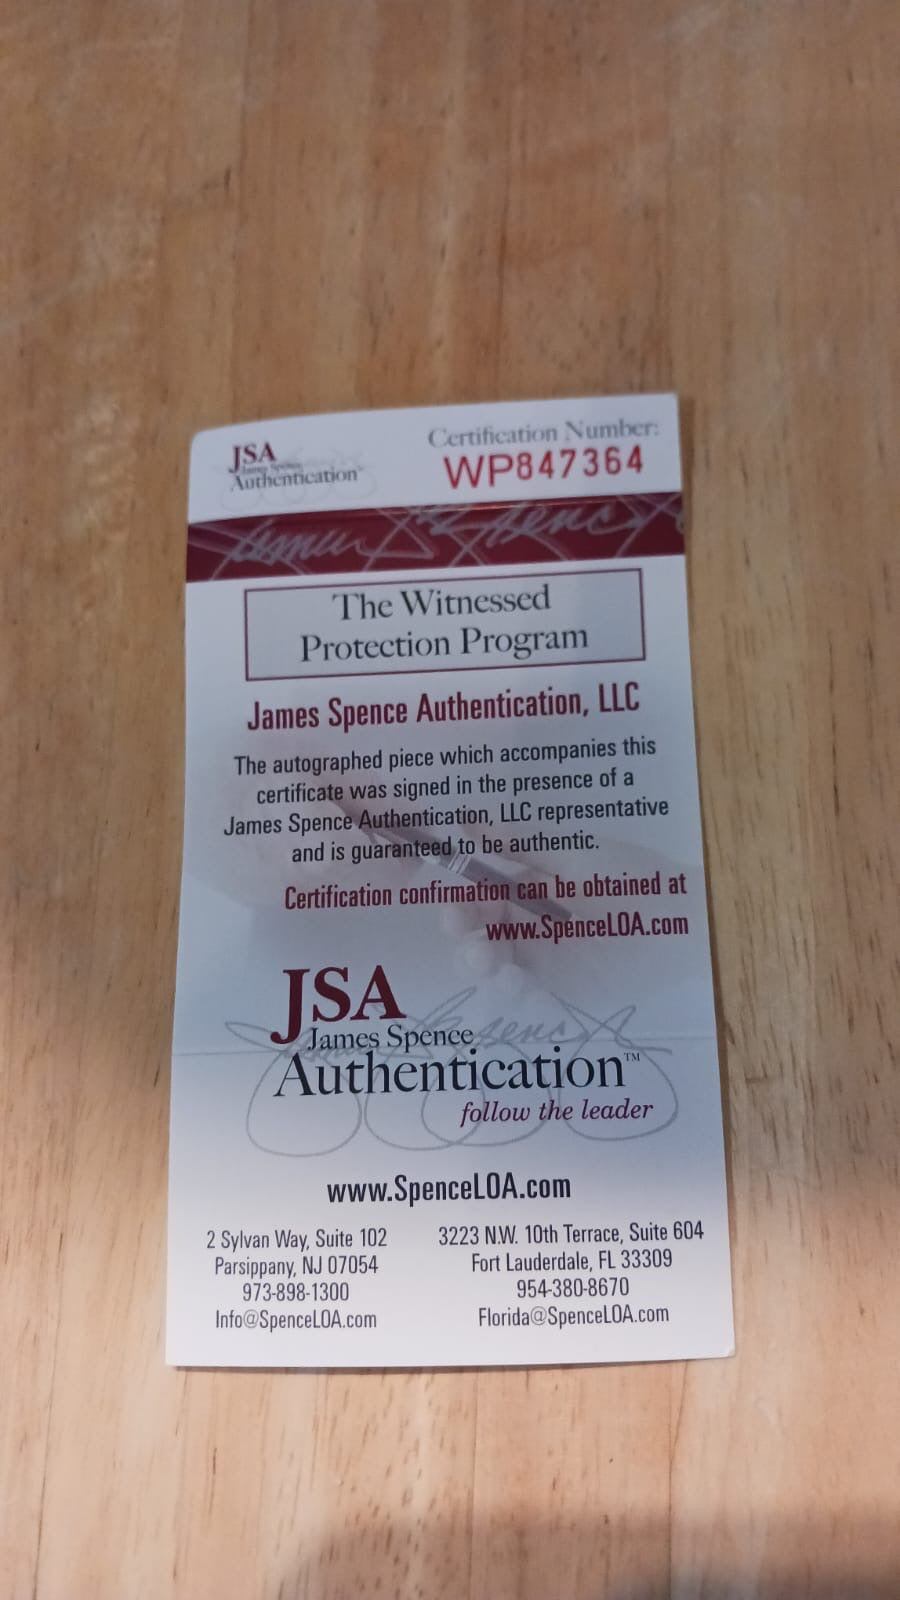 JSA
James Spence
Authentication
Certification Number:
WP847364
James Spence
The Witnessed
Protection Program
James Spence Authentication, LLC
The autographed piece which accompanies this
certificate was signed in the presence of a
James Spence Authentication, LLC representative
and is guaranteed to be authentic.
Certification confirmation can be obtained at
www.SpenceLOA.com
JSA
James Spence
Authentication™
follow the leader
www.SpenceLOA.com
2 Sylvan Way, Suite 102
Parsippany, NJ 07054
973-898-1300
Info@SpenceLOA.com
3223 N.W. 10th Terrace, Suite 604
Fort Lauderdale, FL 33309
954-380-8670
Florida@SpenceLOA.com